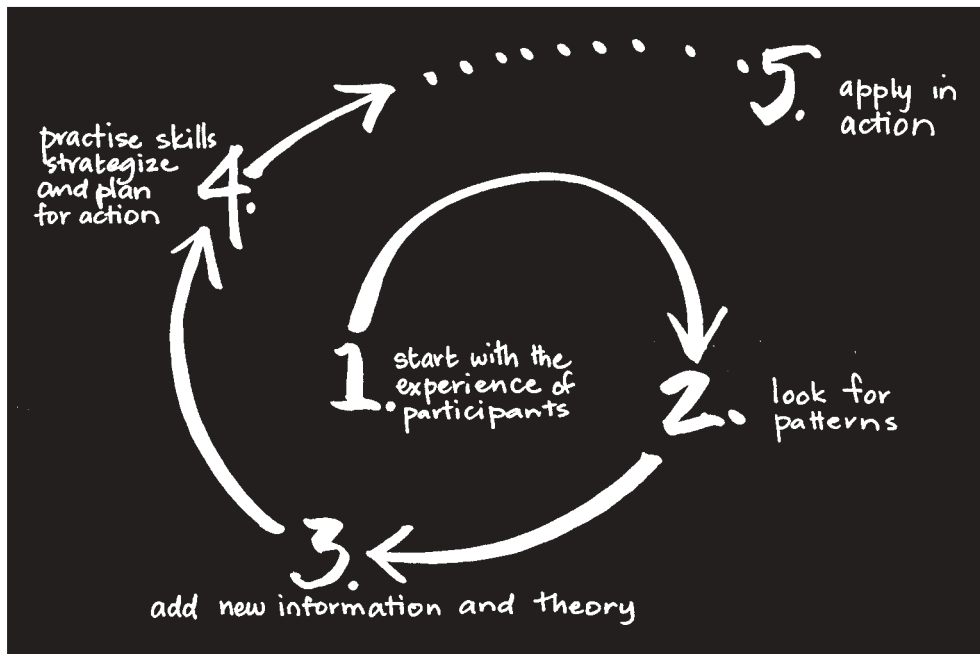 1. start with the
experience of
participants
2. look for
patterns
3.
add new information and theory
4. practise skills
strategize
and plan
for action
5. apply in
action